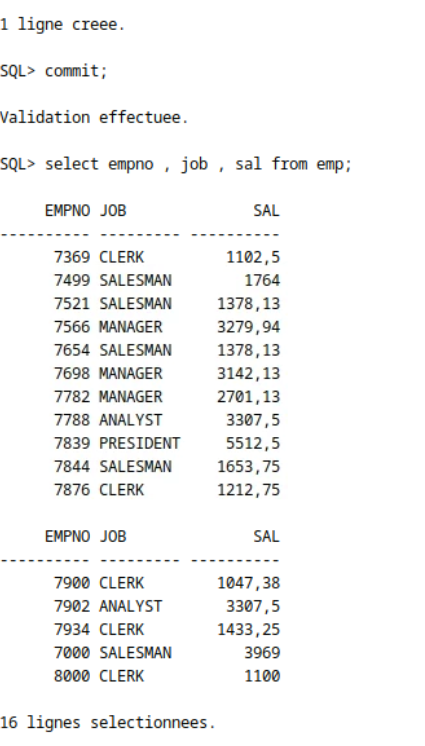 1 ligne creee.
SQL> commit;
Validation effectuee.
SQL> select empno , job , sal from emp;
EMPNO JOB SAL
---------- --------- ----------
7369 CLERK 1102,5
7499 SALESMAN 1764
7521 SALESMAN 1378,13
7566 MANAGER 3279,94
7654 SALESMAN 1378,13
7698 MANAGER 3142,13
7782 MANAGER 2701,13
7788 ANALYST 3307,5
7839 PRESIDENT 5512,5
7844 SALESMAN 1653,75
7876 CLERK 1212,75
EMPNO JOB SAL
---------- --------- ----------
7900 CLERK 1047,38
7902 ANALYST 3307,5
7934 CLERK 1433,25
7000 SALESMAN 3969
8000 CLERK 1100
16 lignes selectionnees.